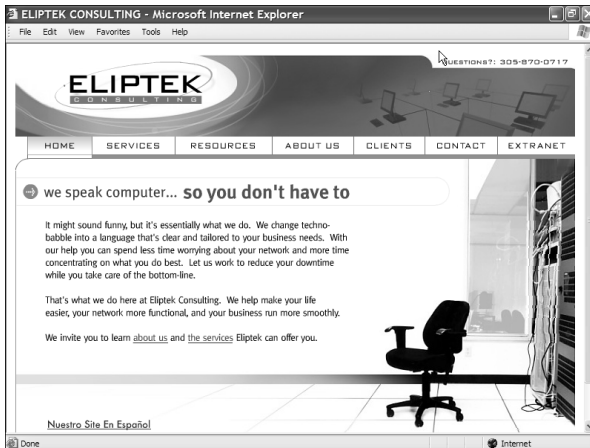 ELIPTEK CONSULTING - Microsoft Internet Explorer
File Edit View Favorites Tools Help
QUESTIONS?: 305-870-0717
ELIPTEK
CONSULTING
HOME SERVICES RESOURCES ABOUT US CLIENTS CONTACT EXTRANET
we speak computer... so you don't have to
It might sound funny, but it's essentially what we do. We change techno-
babble into a language that's clear and tailored to your business needs. With
our help you can spend less time worrying about your network and more time
concentrating on what you do best. Let us work to reduce your downtime
while you take care of the bottom-line.
That's what we do here at Eliptek Consulting. We help make your life
easier, your network more functional, and your business run more smoothly.
We invite you to learn about us and the services Eliptek can offer you.
Nuestro Site En Español
Done Internet